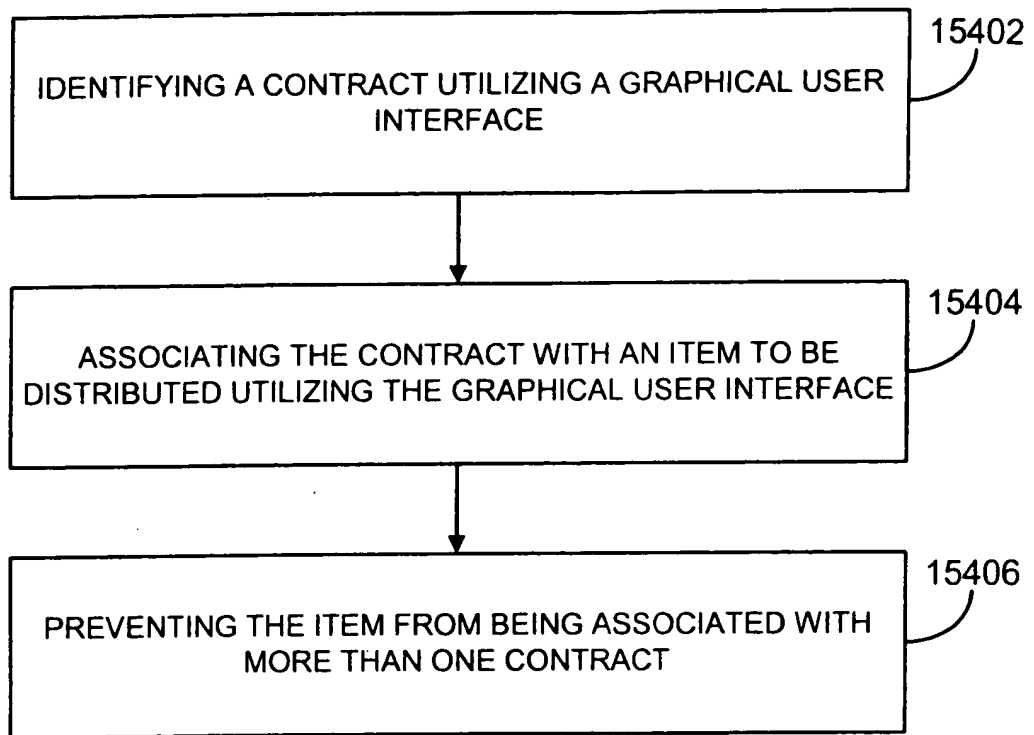 15402
IDENTIFYING A CONTRACT UTILIZING A GRAPHICAL USER
INTERFACE
15404
ASSOCIATING THE CONTRACT WITH AN ITEM TO BE
DISTRIBUTED UTILIZING THE GRAPHICAL USER INTERFACE
15406
PREVENTING THE ITEM FROM BEING ASSOCIATED WITH
MORE THAN ONE CONTRACT